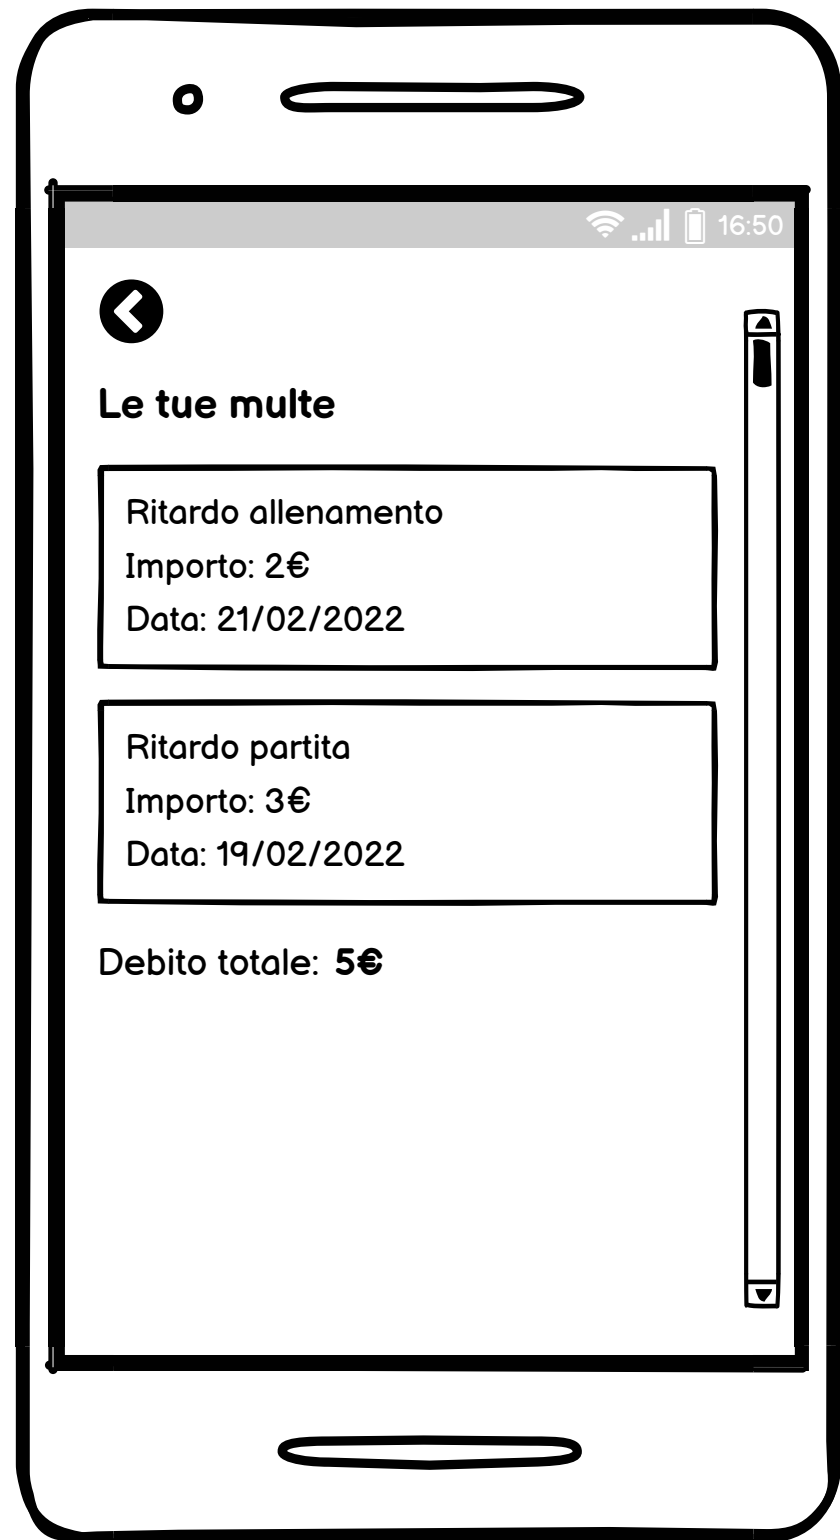 16:50
Le tue multe
Ritardo allenamento
Importo: 2€
Data: 21/02/2022
Ritardo partita
Importo: 3€
Data: 19/02/2022
Debito totale: 5€